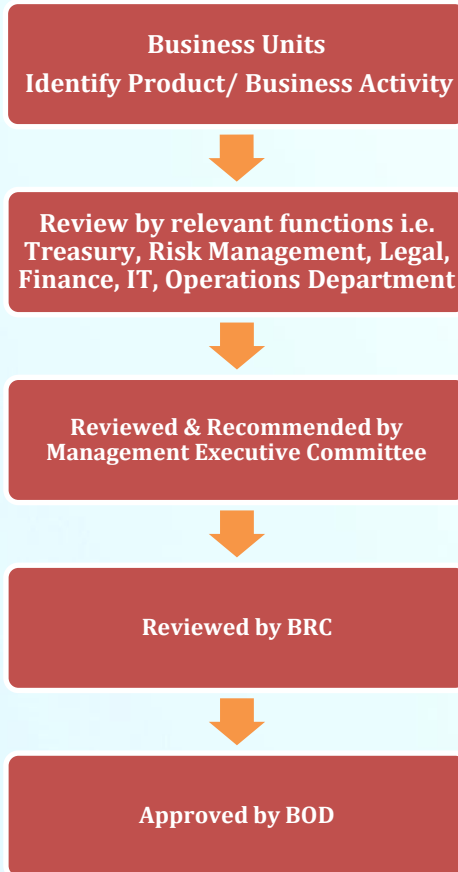 Business Units
Identify Product/ Business Activity
Review by relevant functions i.e.
Treasury, Risk Management, Legal,
Finance, IT, Operations Department
Reviewed & Recommended by
Management Executive Committee
Reviewed by BRC
Approved by BOD